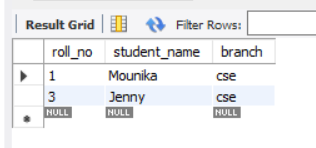 Result Grid Filter Rows:
roll_no student_name branch
1 Mounika cse
3 Jenny cse
NULL NULL NULL